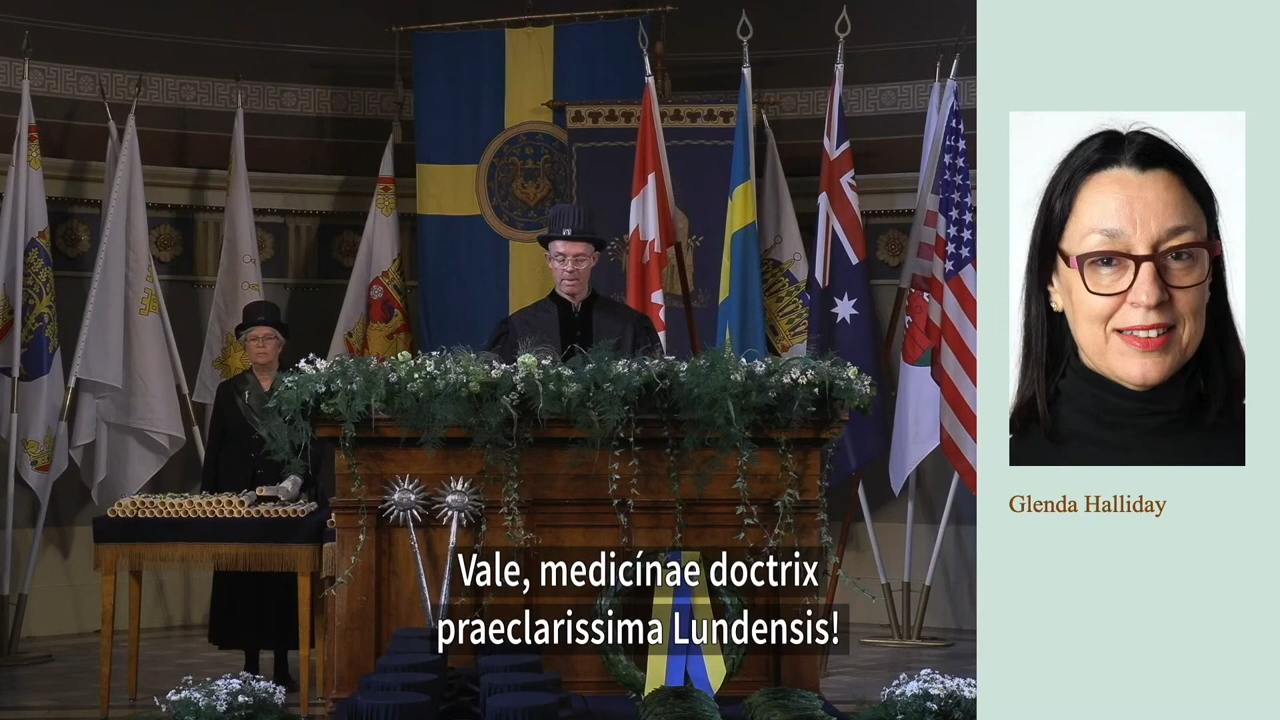 Vale, medicínae doctrix
praeclarissima Lundensis!
Glenda Halliday